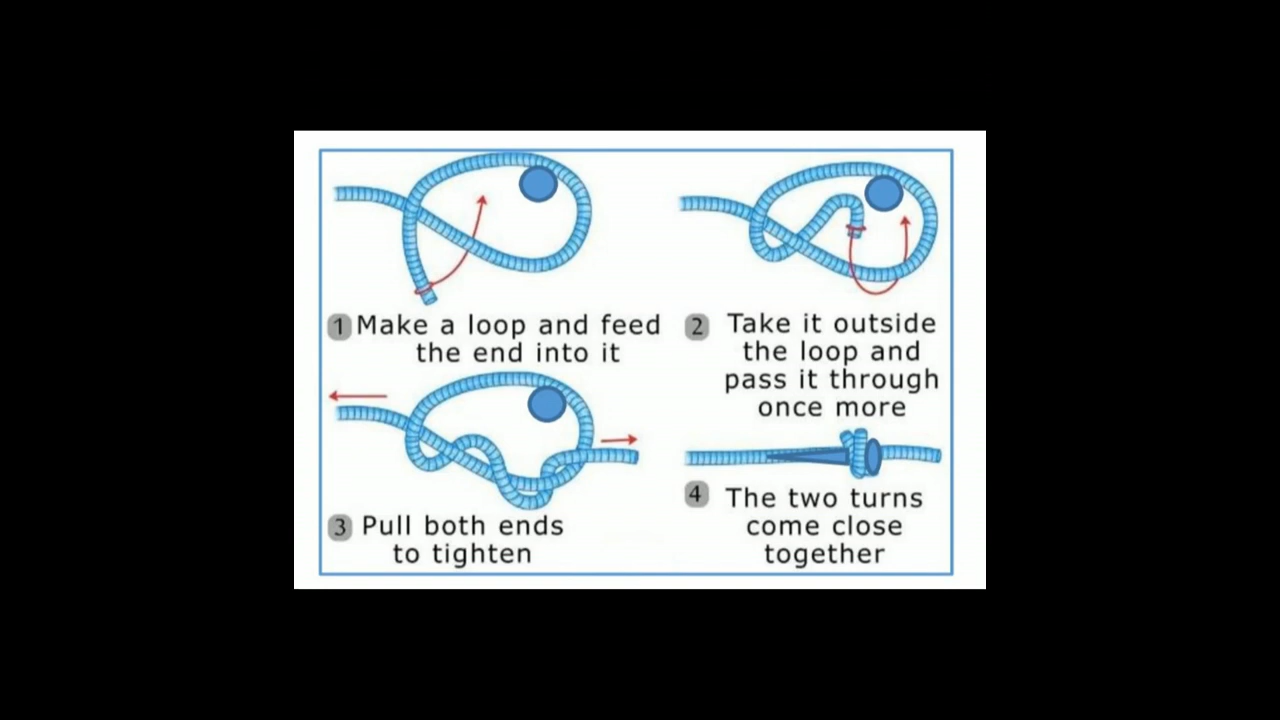 1 Make a loop and feed
the end into it
2 Take it outside
the loop and
pass it through
once more
3 Pull both ends
to tighten
4 The two turns
come close
together